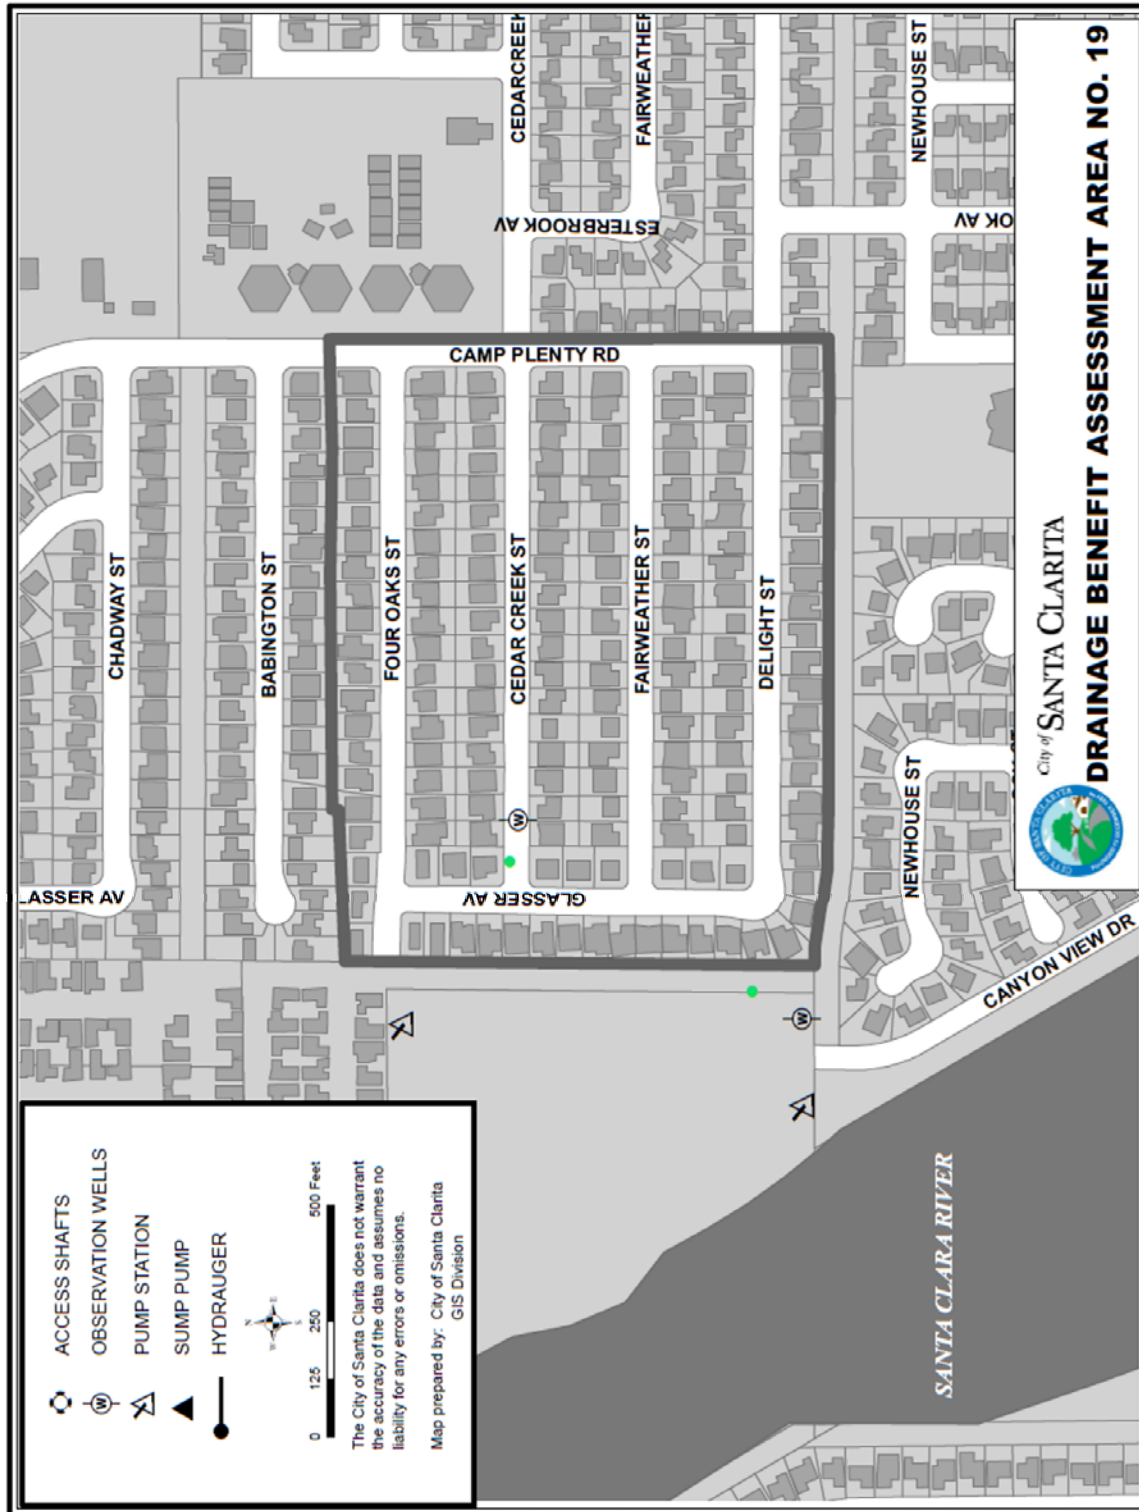 CHADWAY ST
BABINGTON ST
LASSER AV
FOUR OAKS ST
CEDAR CREEK ST
FAIRWEATHER ST
DELIGHT ST
GLASSER AV
CAMP PLENTY RD
CEDARCREEK
FAIRWEATHER
ESTERBROOK AV
NEWHOUSE ST
OK AV
NEWHOUSE ST
CANYON VIEW DR
SANTA CLARA RIVER
W
W
ACCESS SHAFTS
W OBSERVATION WELLS
PUMP STATION
SUMP PUMP
HYDRAUGER
N
E
S
W
0 125 250 500 Feet
The City of Santa Clarita does not warrant
the accuracy of the data and assumes no
liability for any errors or omissions.
Map prepared by: City of Santa Clarita
GIS Division
City of SANTA CLARITA
DRAINAGE BENEFIT ASSESSMENT AREA NO. 19
CITY OF SANTA CLARITA